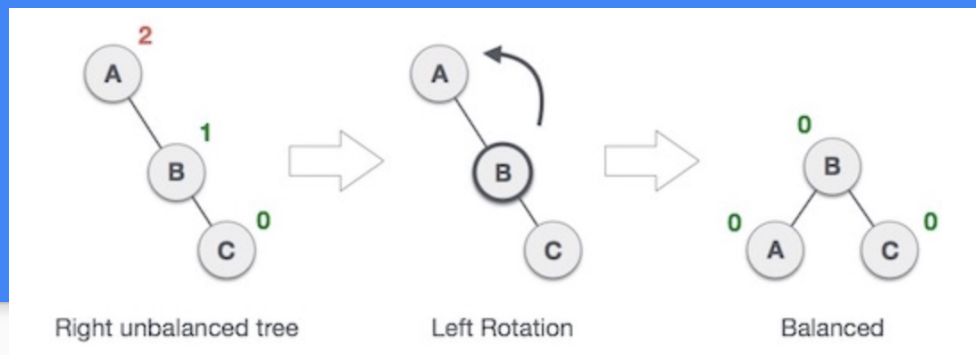 A 2
B 1
C 0
Right unbalanced tree
A
B
C
Left Rotation
0
B
0 A
C 0
Balanced